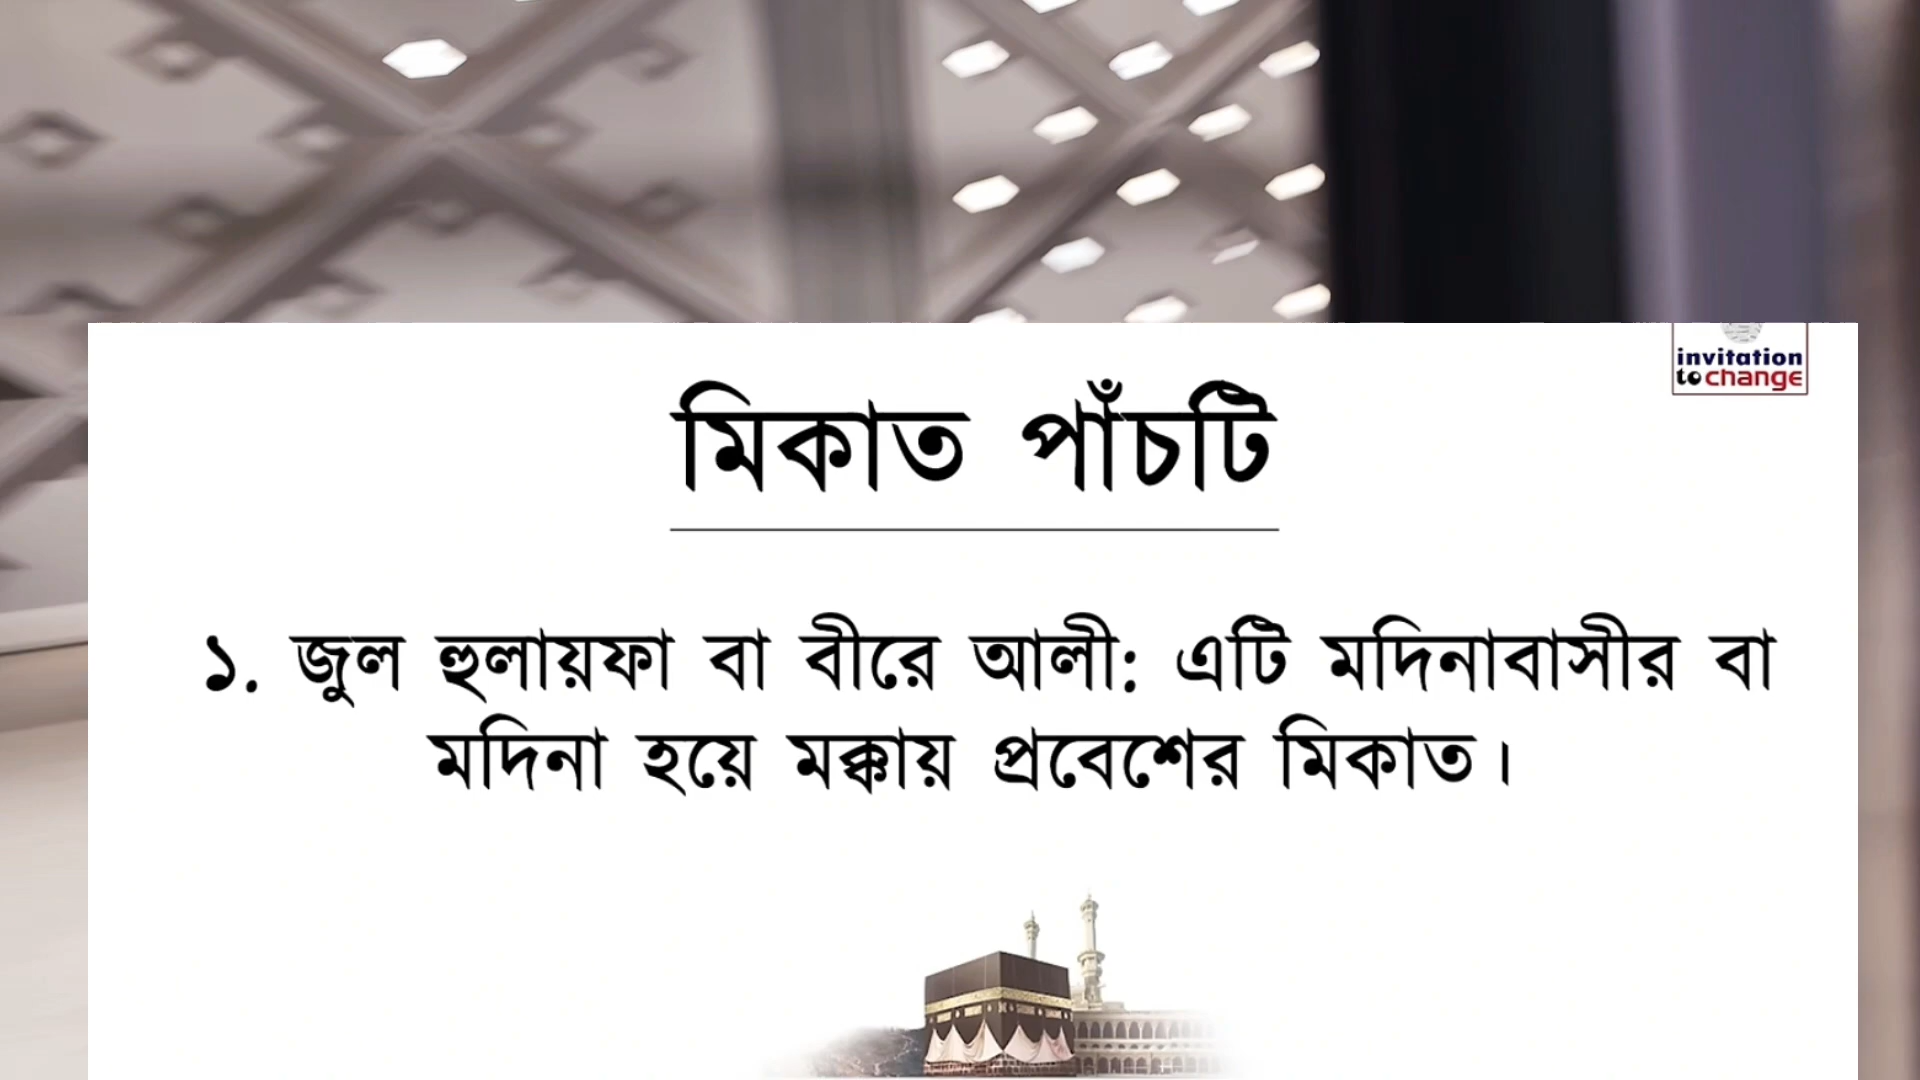 invitation
to change
মিকাত পাঁচটি
১. জুল হুলায়ফা বা বীরে আলী: এটি মদিনাবাসীর বা
মদিনা হয়ে মক্কায় প্রবেশের মিকাত।